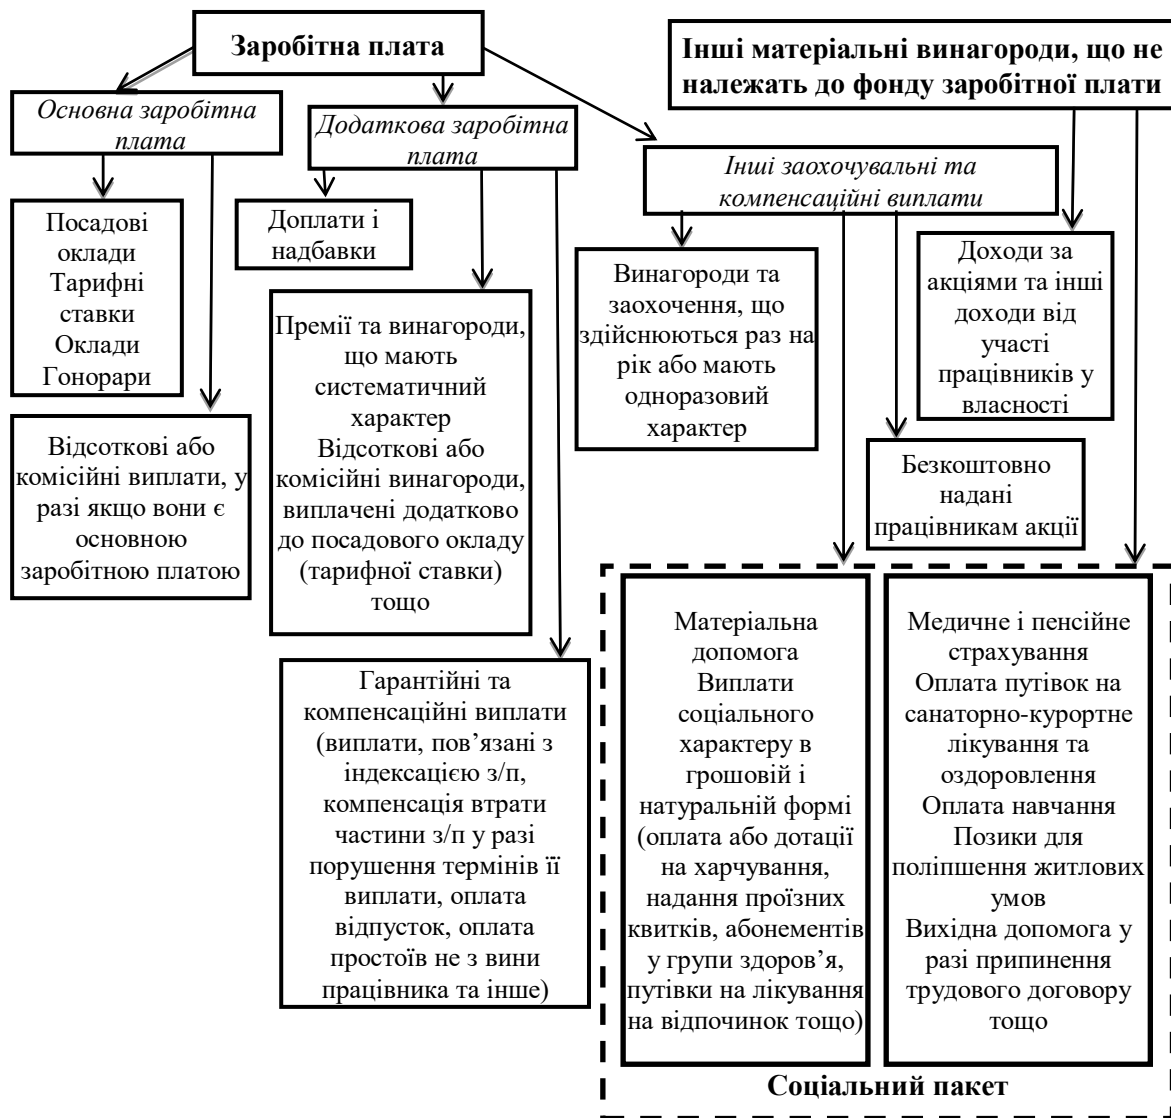 Заробітна плата
Інші матеріальні винагороди, що не
належать до фонду заробітної плати
Основна заробітна
плата
Додаткова заробітна
плата
Інші заохочувальні та
компенсаційні виплати
Посадові
оклади
Тарифні
ставки
Оклади
Гонорари
Доплати і
надбавки
Винагороди та
заохочення, що
здійснюються раз на
рік або мають
одноразовий
характер
Доходи за
акціями та інші
доходи від
участі
працівників у
власності
Премії та винагороди,
що мають
систематичний
характер
Відсоткові або
комісійні винагороди,
виплачені додатково
до посадового окладу
(тарифної ставки)
тощо
Відсоткові або
комісійні виплати, у
разі якщо вони є
основною
заробітною платою
Безкоштовно
надані
працівникам акції
Гарантійні та
компенсаційні виплати
(виплати, пов’язані з
індексацією з/п,
компенсація втрати
частини з/п у разі
порушення термінів її
виплати, оплата
відпусток, оплата
простоїв не з вини
працівника та інше)
Матеріальна
допомога
Виплати
соціального
характеру в
грошовій і
натуральній формі
(оплата або дотації
на харчування,
надання проїзних
квитків, абонементів
у групи здоров’я,
путівки на лікування
на відпочинок тощо)
Медичне і пенсійне
страхування
Оплата путівок на
санаторно-курортне
лікування та
оздоровлення
Оплата навчання
Позики для
поліпшення житлових
умов
Вихідна допомога у
разі припинення
трудового договору
тощо
Соціальний пакет